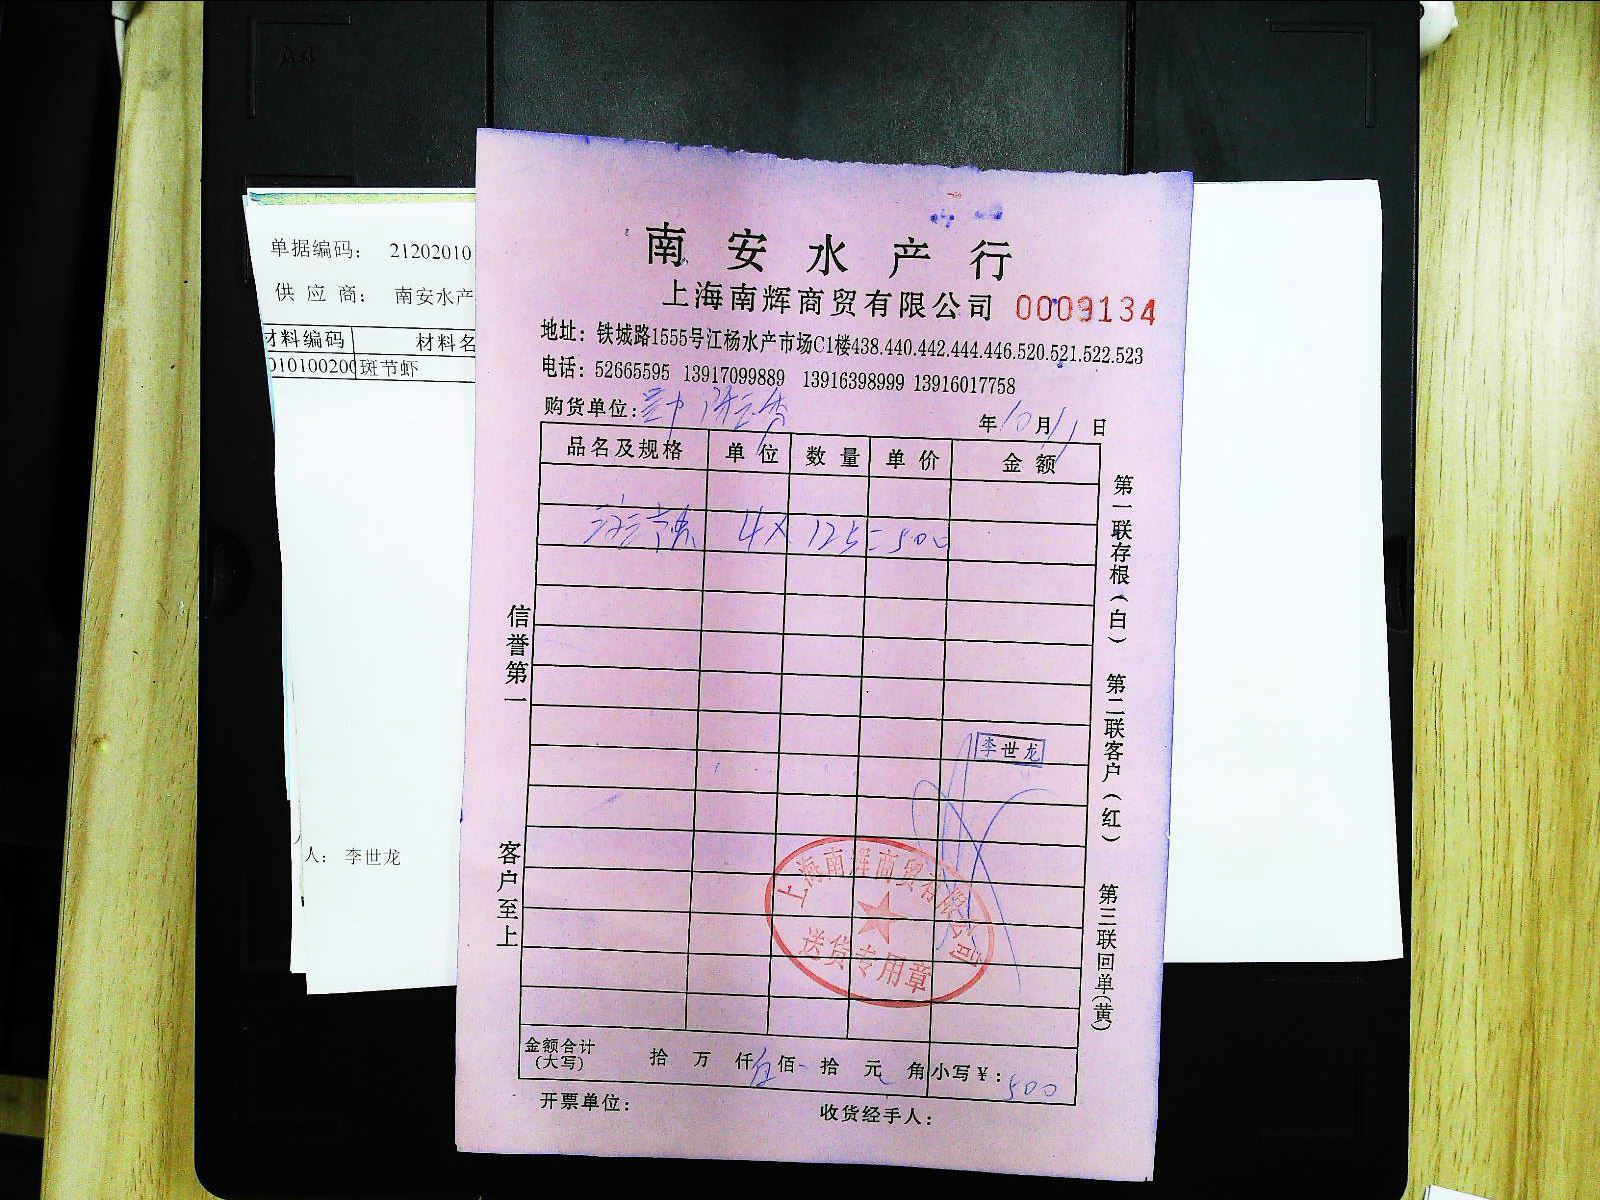 单据编码： 21202010
供 应 商： 南安水产
材料编码 材料名
010100200 斑节虾
人： 李世龙
南安水产行
上海南辉商贸有限公司 0009134
地址：铁城路1555号江杨水产市场C1楼438.440.442.444.446.520.521.522.523
电话：52665595 13917099889 13916398999 13916017758
购货单位：
年10月11日
品名及规格 单位 数量 单价 金额
4× 125=500
李世龙
上海南辉商贸有限公司
送货专用章
金额合计(大写) 拾 万 仟伍佰 拾 元 角 小写￥：500
开票单位： 收货经手人：
信誉第一
客户至上
第一联存根(白)
第二联客户(红)
第三联回单(黄)